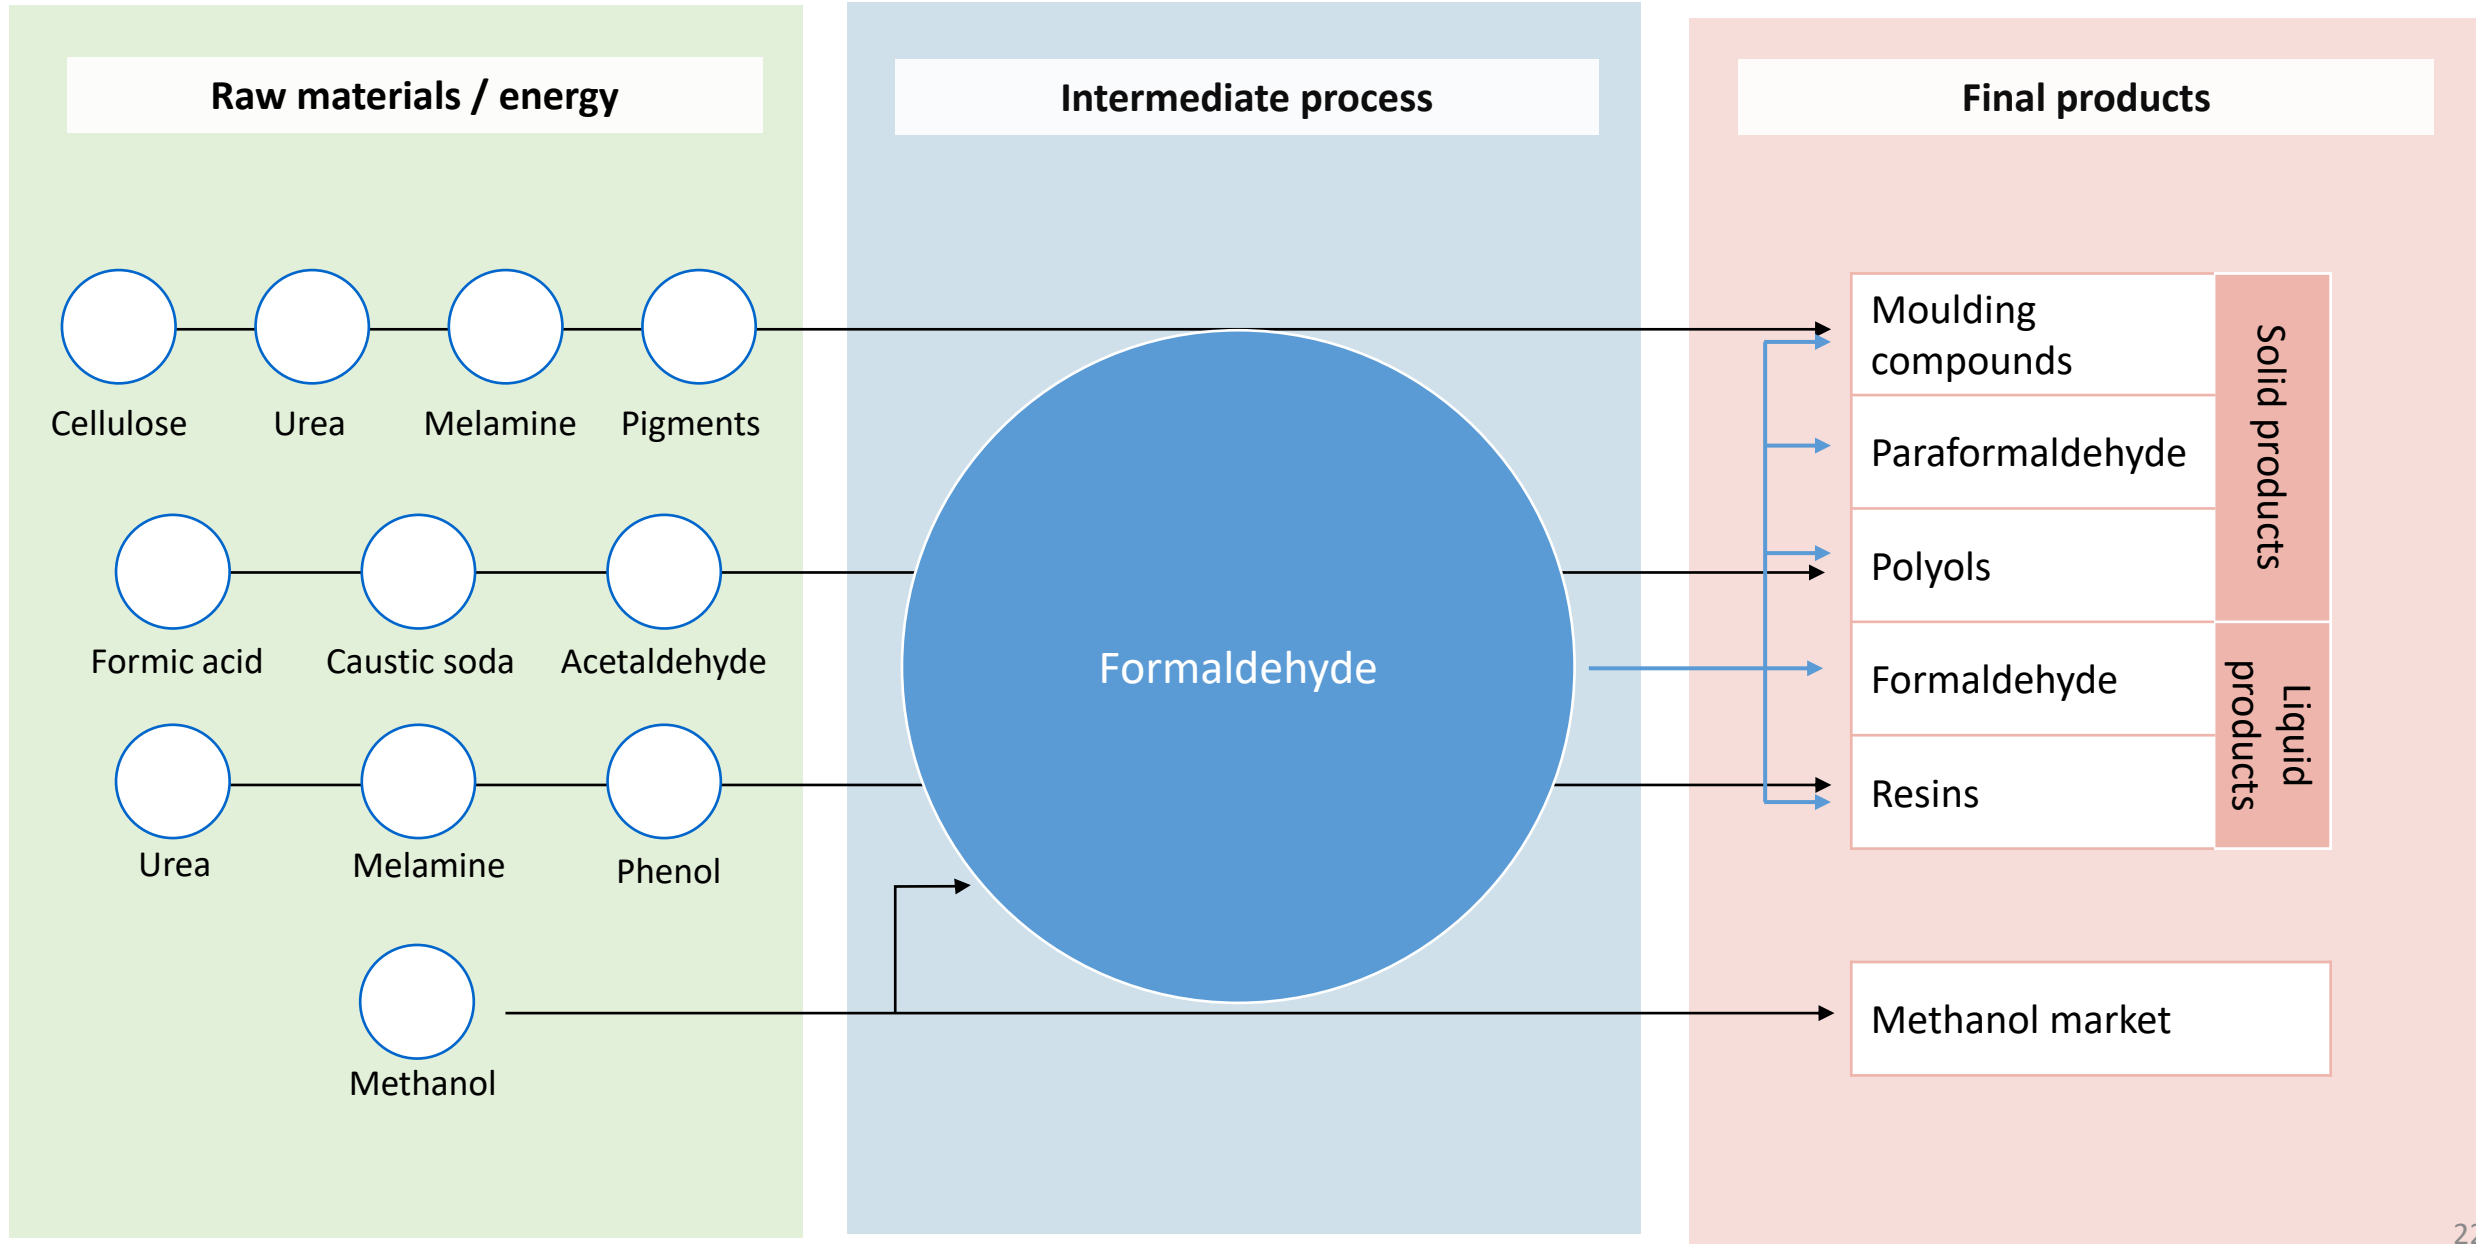 Raw materials / energy
Intermediate process
Final products
Cellulose
Urea
Melamine
Pigments
Formic acid
Caustic soda
Acetaldehyde
Urea
Melamine
Phenol
Methanol
Formaldehyde
Moulding
compounds
Paraformaldehyde
Polyols
Formaldehyde
Resins
Solid products
Liquid
products
Methanol market
22